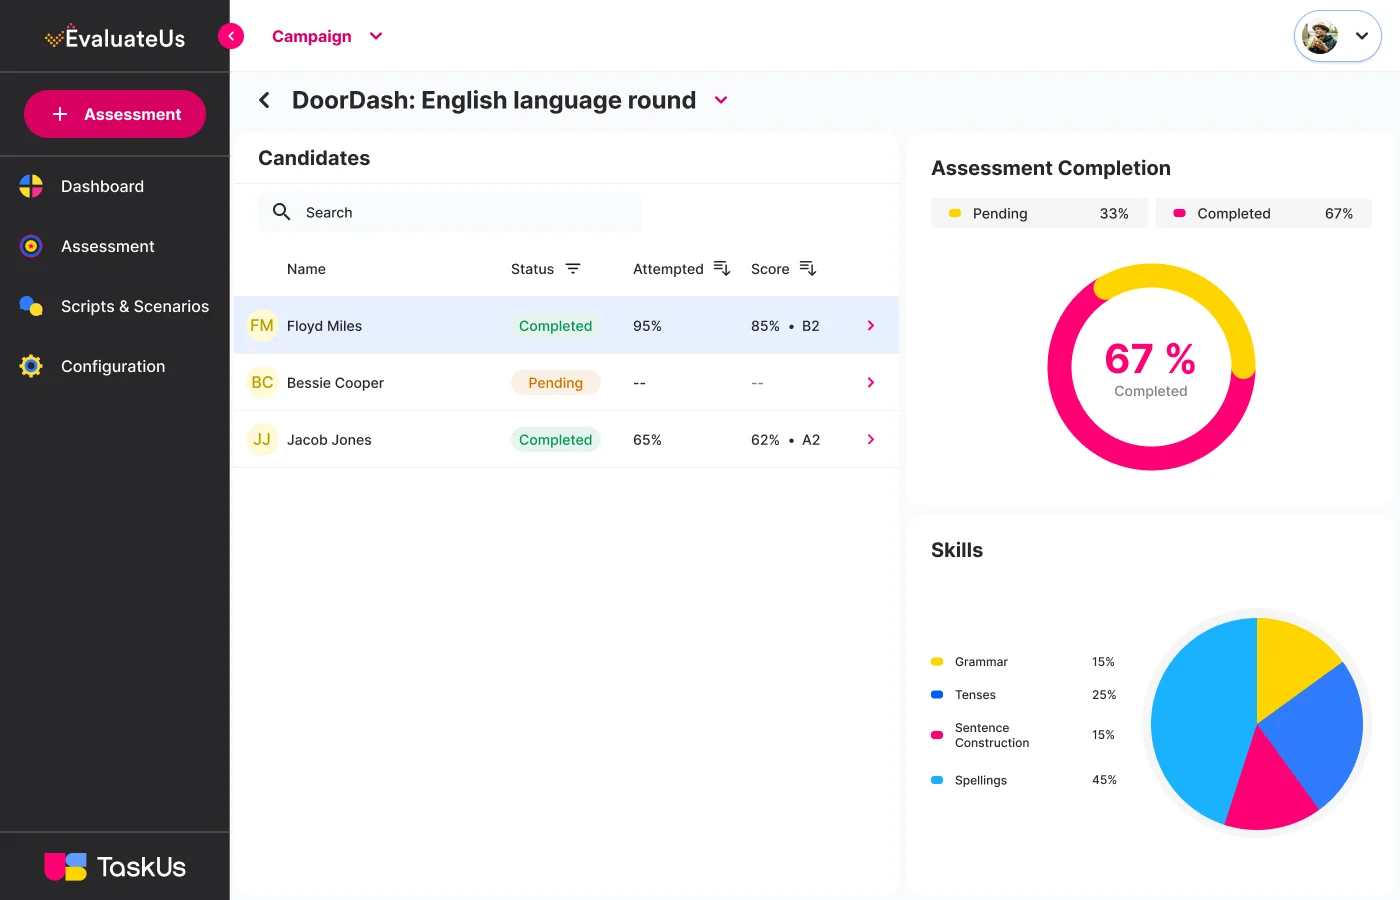 EvaluateUs
Campaign
Assessment
DoorDash: English language round
Dashboard
Assessment
Scripts & Scenarios
Configuration
TaskUs
Candidates
Search
Name Status Attempted Score
FM Floyd Miles Completed 95% 85% • B2
BC Bessie Cooper Pending -- --
JJ Jacob Jones Completed 65% 62% • A2
Assessment Completion
Pending 33% Completed 67%
67 %
Completed
Skills
Grammar 15%
Tenses 25%
Sentence
Construction 15%
Spellings 45%